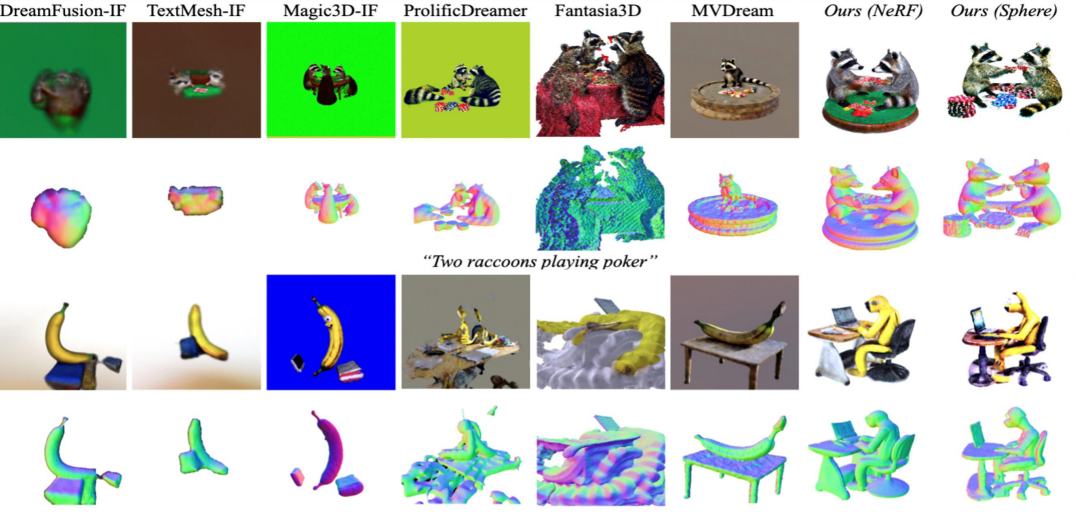 DreamFusion-IF TextMesh-IF Magic3D-IF ProlificDreamer Fantasia3D MVDream Ours (NeRF) Ours (Sphere)
“Two raccoons playing poker”